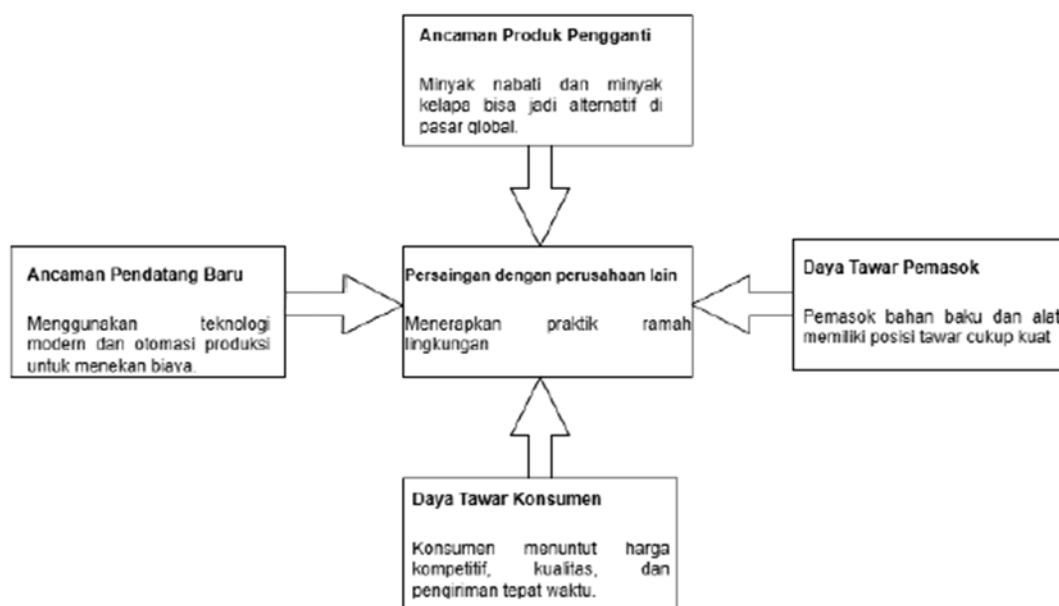 Ancaman Produk Pengganti
Minyak nabati dan minyak
kelapa bisa jadi alternatif di
pasar global.
Ancaman Pendatang Baru
Menggunakan teknologi
modern dan otomasi produksi
untuk menekan biaya.
Persaingan dengan perusahaan lain
Menerapkan praktik ramah
lingkungan
Daya Tawar Pemasok
Pemasok bahan baku dan alat
memiliki posisi tawar cukup kuat
Daya Tawar Konsumen
Konsumen menuntut harga
kompetitif, kualitas, dan
pengiriman tepat waktu.